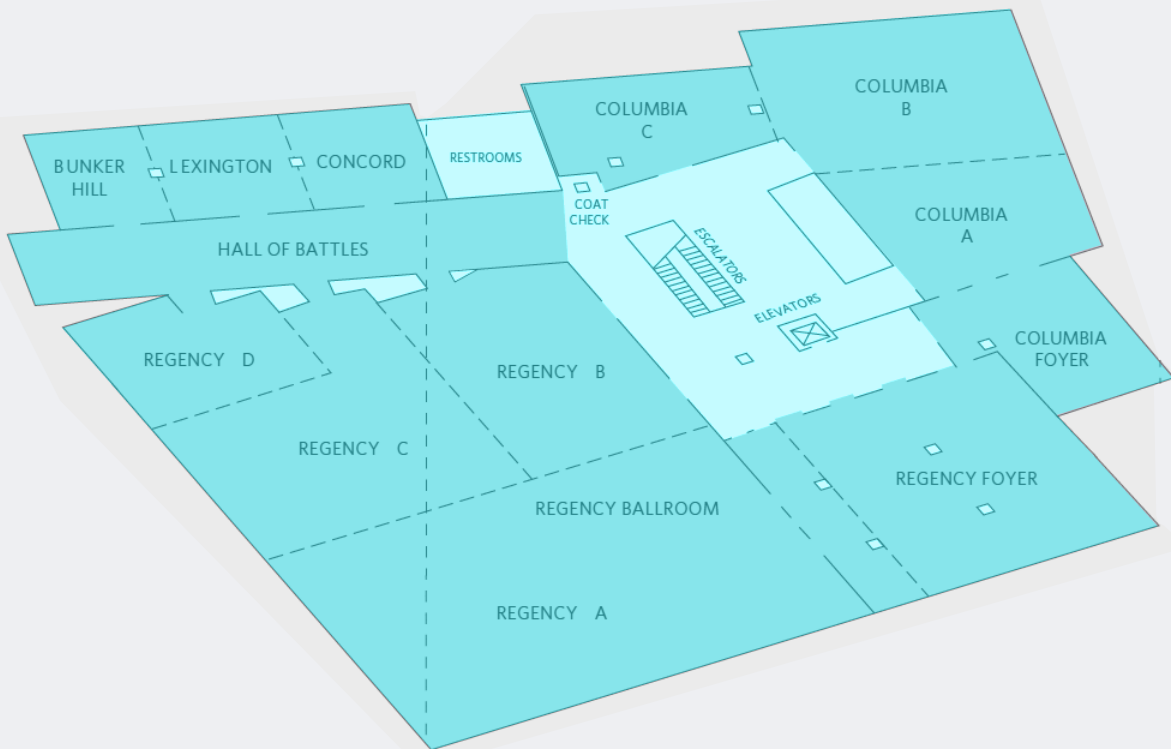 COLUMBIA
B
COLUMBIA
C
BUNKER
HILL
LEXINGTON
CONCORD
RESTROOMS
COAT
CHECK
COLUMBIA
A
HALL OF BATTLES
ESCALATORS
ELEVATORS
COLUMBIA
FOYER
REGENCY D
REGENCY B
REGENCY C
REGENCY FOYER
REGENCY BALLROOM
REGENCY A